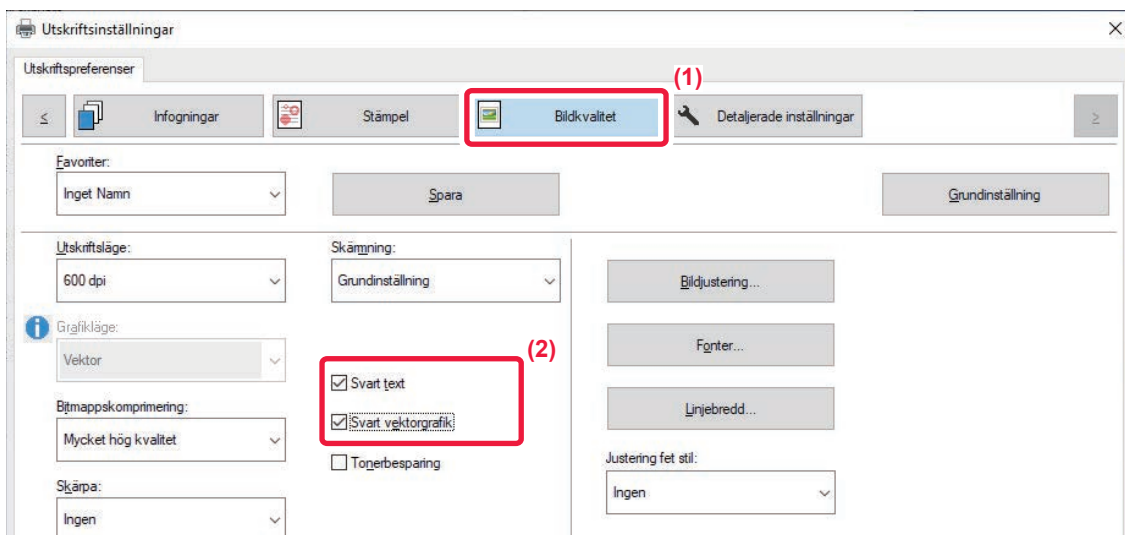 Utskriftsinställningar
Utskriftspreferenser
(1)
< Infogningar Stämpel Bildkvalitet Detaljerade inställningar >
Favoriter:
Inget Namn Spara Grundinställning
Utskriftsläge: Skärmning:
600 dpi Grundinställning Bildjustering...
Grafikläge:
Vektor Fonter...
(2)
Svart text
Bitmappskomprimering: Svart vektorgrafik Linjebredd...
Mycket hög kvalitet
Tonerbesparing Justering fet stil:
Skärpa:
Ingen Ingen